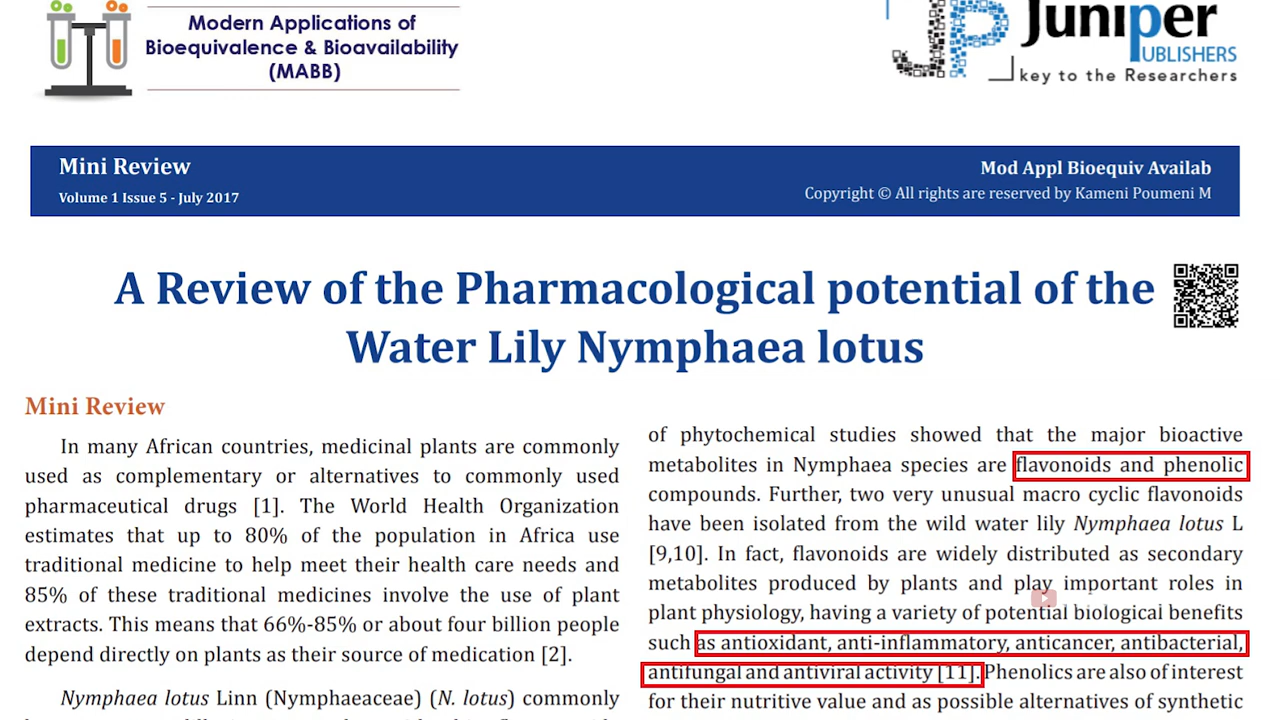 Modern Applications of
Bioequivalence & Bioavailability
(MABB)
Juniper
PUBLISHERS
key to the Researchers
Mini Review
Volume 1 Issue 5 - July 2017
Mod Appl Bioequiv Availab
Copyright © All rights are reserved by Kameni Poumeni M
A Review of the Pharmacological potential of the
Water Lily Nymphaea lotus
Mini Review
In many African countries, medicinal plants are commonly
used as complementary or alternatives to commonly used
pharmaceutical drugs [1]. The World Health Organization
estimates that up to 80% of the population in Africa use
traditional medicine to help meet their health care needs and
85% of these traditional medicines involve the use of plant
extracts. This means that 66%-85% or about four billion people
depend directly on plants as their source of medication [2].
Nymphaea lotus Linn (Nymphaeaceae) (N. lotus) commonly
of phytochemical studies showed that the major bioactive
metabolites in Nymphaea species are flavonoids and phenolic
compounds. Further, two very unusual macro cyclic flavonoids
have been isolated from the wild water lily Nymphaea lotus L
[9,10]. In fact, flavonoids are widely distributed as secondary
metabolites produced by plants and play important roles in
plant physiology, having a variety of potential biological benefits
such as antioxidant, anti-inflammatory, anticancer, antibacterial,
antifungal and antiviral activity [11]. Phenolics are also of interest
for their nutritive value and as possible alternatives of synthetic